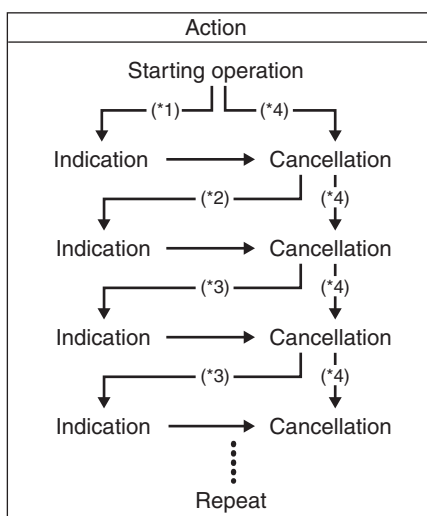 Action
Starting operation
(*1) (*4)
Indication Cancellation
(*2) (*4)
Indication Cancellation
(*3) (*4)
Indication Cancellation
(*3) (*4)
Indication Cancellation
Repeat